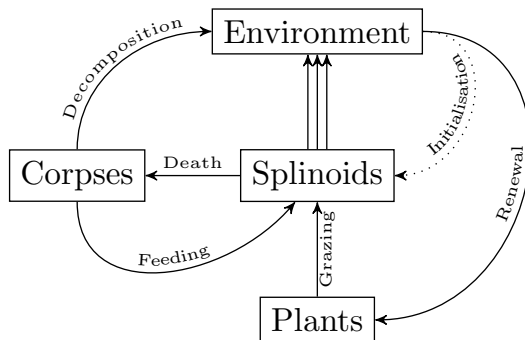 Environment
Decomposition
Initialisation
Death
Corpses
Splinoids
Renewal
Feeding
Grazing
Plants